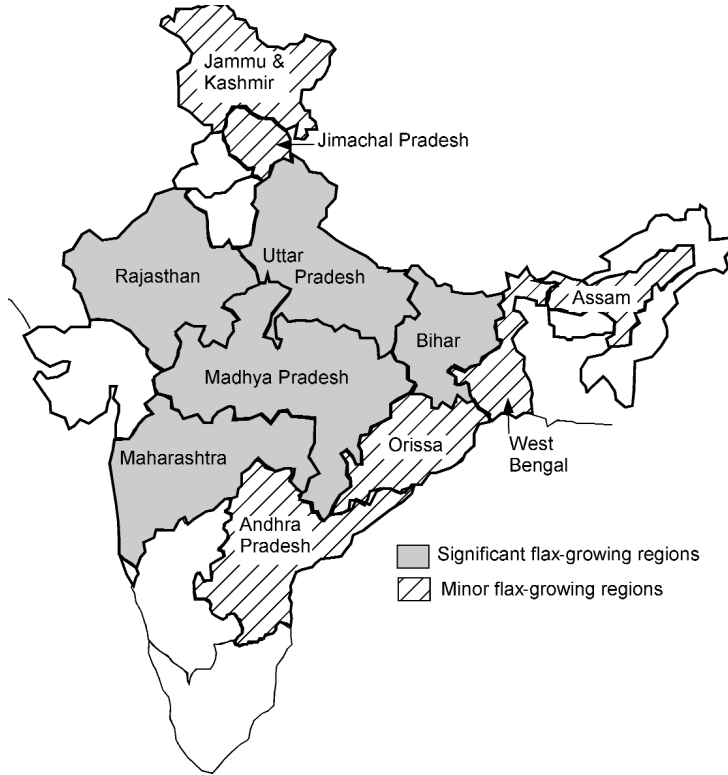 Jammu &
Kashmir
Jimachal Pradesh
Uttar
Pradesh
Rajasthan
Assam
Bihar
Madhya Pradesh
Orissa
West
Bengal
Maharashtra
Andhra
Pradesh
Significant flax-growing regions
Minor flax-growing regions